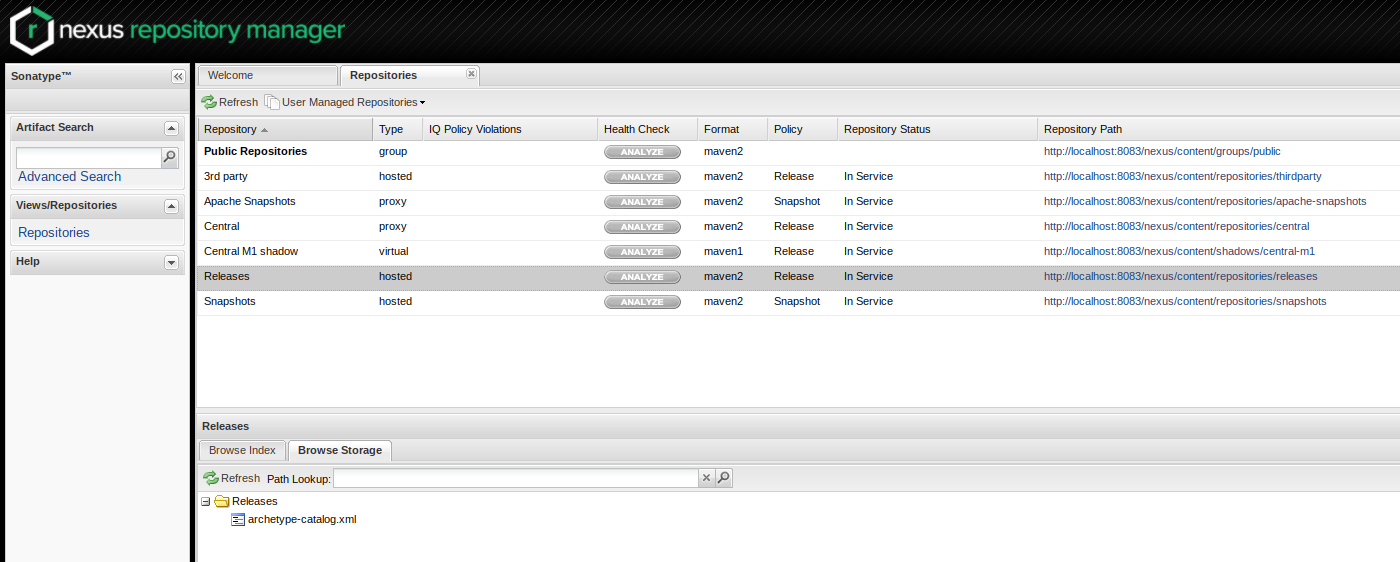 nexus repository manager
Sonatype™
Artifact Search
Advanced Search
Views/Repositories
Repositories
Help
Welcome
Repositories
Refresh User Managed Repositories
Repository Type IQ Policy Violations Health Check Format Policy Repository Status Repository Path
Public Repositories group ANALYZE maven2 http://localhost:8083/nexus/content/groups/public
3rd party hosted ANALYZE maven2 Release In Service http://localhost:8083/nexus/content/repositories/thirdparty
Apache Snapshots proxy ANALYZE maven2 Snapshot In Service http://localhost:8083/nexus/content/repositories/apache-snapshots
Central proxy ANALYZE maven2 Release In Service http://localhost:8083/nexus/content/repositories/central
Central M1 shadow virtual ANALYZE maven1 Release In Service http://localhost:8083/nexus/content/shadows/central-m1
Releases hosted ANALYZE maven2 Release In Service http://localhost:8083/nexus/content/repositories/releases
Snapshots hosted ANALYZE maven2 Snapshot In Service http://localhost:8083/nexus/content/repositories/snapshots
Releases
Browse Index Browse Storage
Refresh Path Lookup:
Releases
archetype-catalog.xml